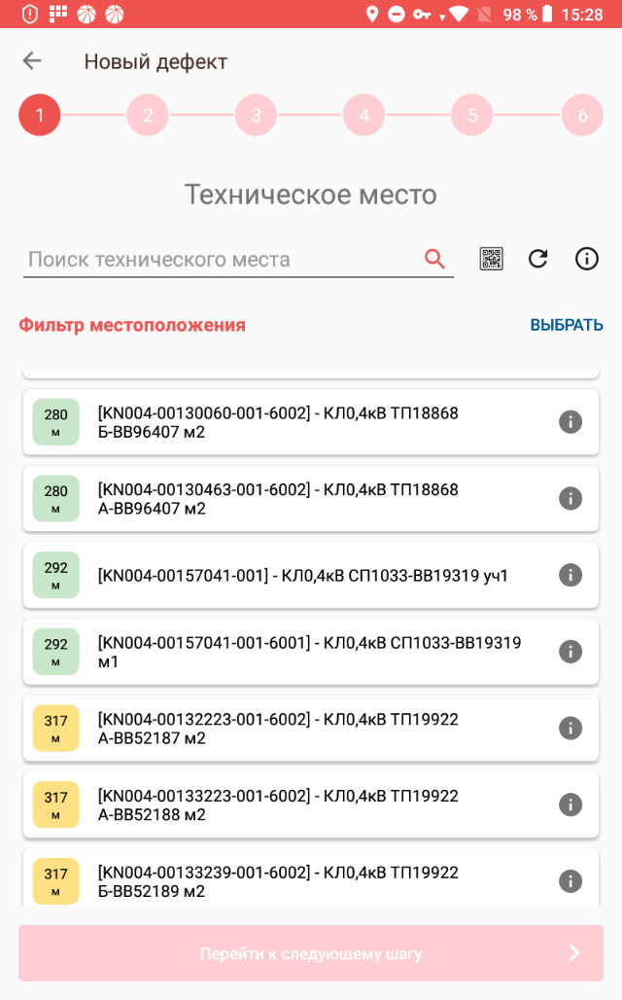 98 % 15:28
Новый дефект
1 2 3 4 5 6
Техническое место
Поиск технического места
Фильтр местоположения ВЫБРАТЬ
280 м
[KN004-00130060-001-6002] - КЛ0,4кВ ТП18868
Б-ВВ96407 м2
280 м
[KN004-00130463-001-6002] - КЛ0,4кВ ТП18868
А-ВВ96407 м2
292 м
[KN004-00157041-001] - КЛ0,4кВ СП1033-ВВ19319 уч1
292 м
[KN004-00157041-001-6001] - КЛ0,4кВ СП1033-ВВ19319
м1
317 м
[KN004-00132223-001-6002] - КЛ0,4кВ ТП19922
А-ВВ52187 м2
317 м
[KN004-00133223-001-6002] - КЛ0,4кВ ТП19922
А-ВВ52188 м2
317 м
[KN004-00133239-001-6002] - КЛ0,4кВ ТП19922
Б-ВВ52189 м2
Перейти к следующему шагу